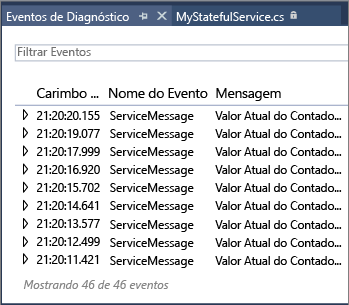 Eventos de Diagnóstico MyStatefulService.cs
Filtrar Eventos
Carimbo ... Nome do Evento Mensagem
21:20:20.155 ServiceMessage Valor Atual do Contado...
21:20:19.077 ServiceMessage Valor Atual do Contado...
21:20:17.999 ServiceMessage Valor Atual do Contado...
21:20:16.920 ServiceMessage Valor Atual do Contado...
21:20:15.702 ServiceMessage Valor Atual do Contado...
21:20:14.641 ServiceMessage Valor Atual do Contado...
21:20:13.577 ServiceMessage Valor Atual do Contado...
21:20:12.499 ServiceMessage Valor Atual do Contado...
21:20:11.421 ServiceMessage Valor Atual do Contado...
Mostrando 46 de 46 eventos